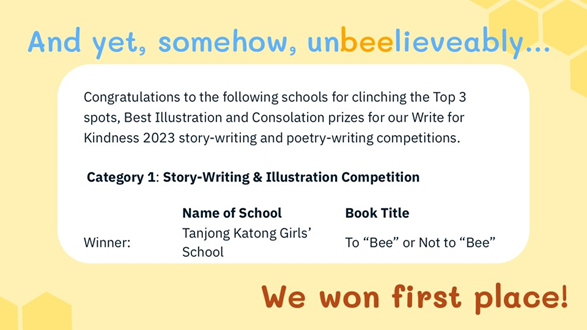 And yet, somehow, unbeelieveably...
Congratulations to the following schools for clinching the Top 3
spots, Best Illustration and Consolation prizes for our Write for
Kindness 2023 story-writing and poetry-writing competitions.
Category 1: Story-Writing & Illustration Competition
Name of School Book Title
Winner: Tanjong Katong Girls’ School To “Bee” or Not to “Bee”
We won first place!